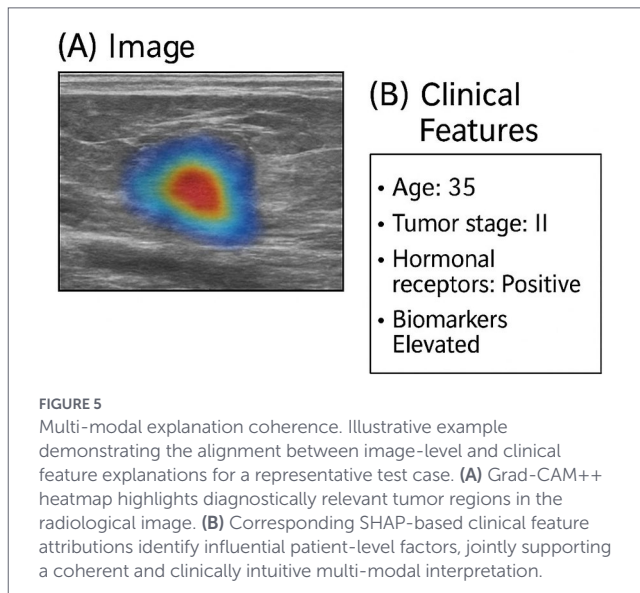 (A) Image
(B) Clinical
Features
• Age: 35
• Tumor stage: II
• Hormonal
receptors: Positive
• Biomarkers
Elevated
FIGURE 5
Multi-modal explanation coherence. Illustrative example
demonstrating the alignment between image-level and clinical
feature explanations for a representative test case. (A) Grad-CAM++
heatmap highlights diagnostically relevant tumor regions in the
radiological image. (B) Corresponding SHAP-based clinical feature
attributions identify influential patient-level factors, jointly supporting
a coherent and clinically intuitive multi-modal interpretation.